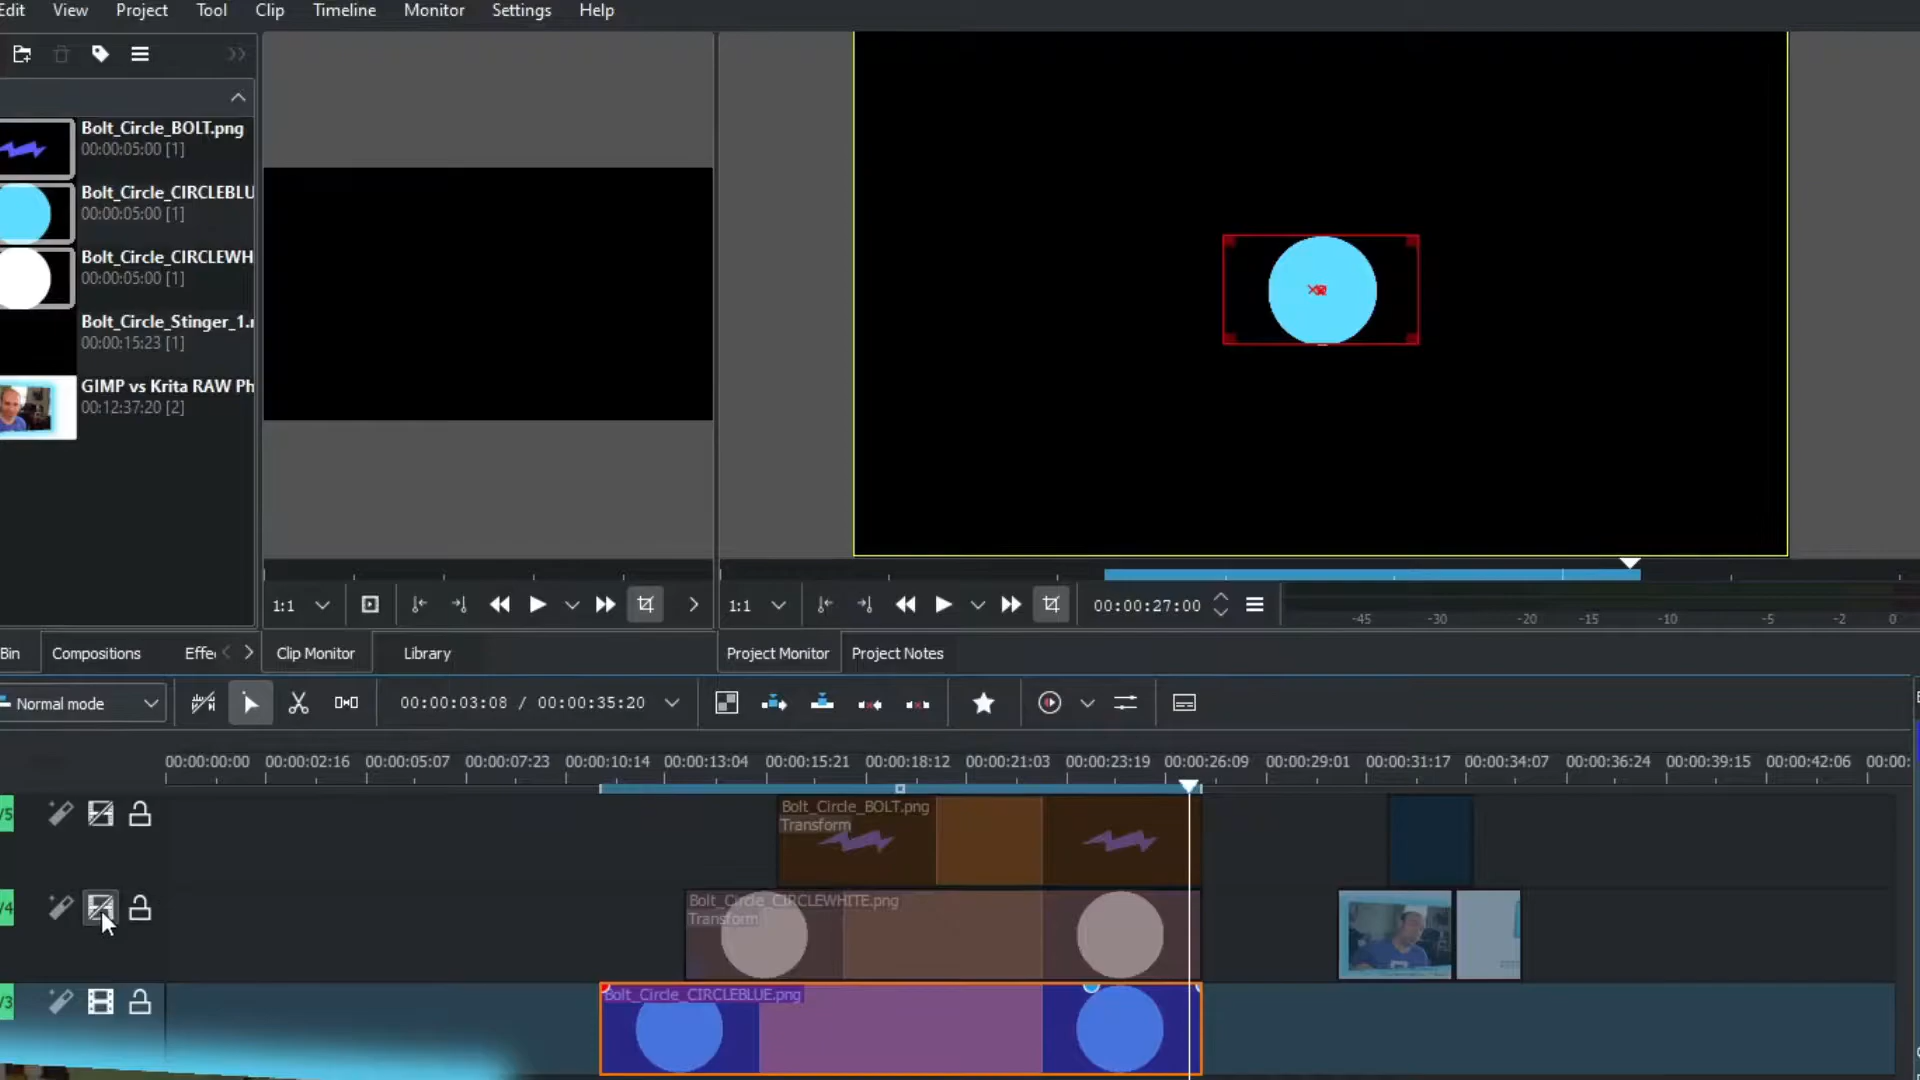 Edit View Project Tool Clip Timeline Monitor Settings Help
Bolt_Circle_BOLT.png
00:00:05:00 [1]
Bolt_Circle_CIRCLEBLU
00:00:05:00 [1]
Bolt_Circle_CIRCLEWH
00:00:05:00 [1]
Bolt_Circle_Stinger_1.
00:00:15:23 [1]
GIMP vs Krita RAW Ph
00:12:37:20 [2]
1:1
1:1
00:00:27:00
-45 -30 -20 -15 -10 -5 -2 0
Bin Compositions Effe Clip Monitor Library Project Monitor Project Notes
Normal mode 00:00:03:08 / 00:00:35:20
00:00:00:00 00:00:02:16 00:00:05:07 00:00:07:23 00:00:10:14 00:00:13:04 00:00:15:21 00:00:18:12 00:00:21:03 00:00:23:19 00:00:26:09 00:00:29:01 00:00:31:17 00:00:34:07 00:00:36:24 00:00:39:15 00:00:42:06 00:00:
V5
Bolt_Circle_BOLT.png
Transform
V4
Bolt_Circle_CIRCLEWHITE.png
Transform
V3
Bolt_Circle_CIRCLEBLUE.png